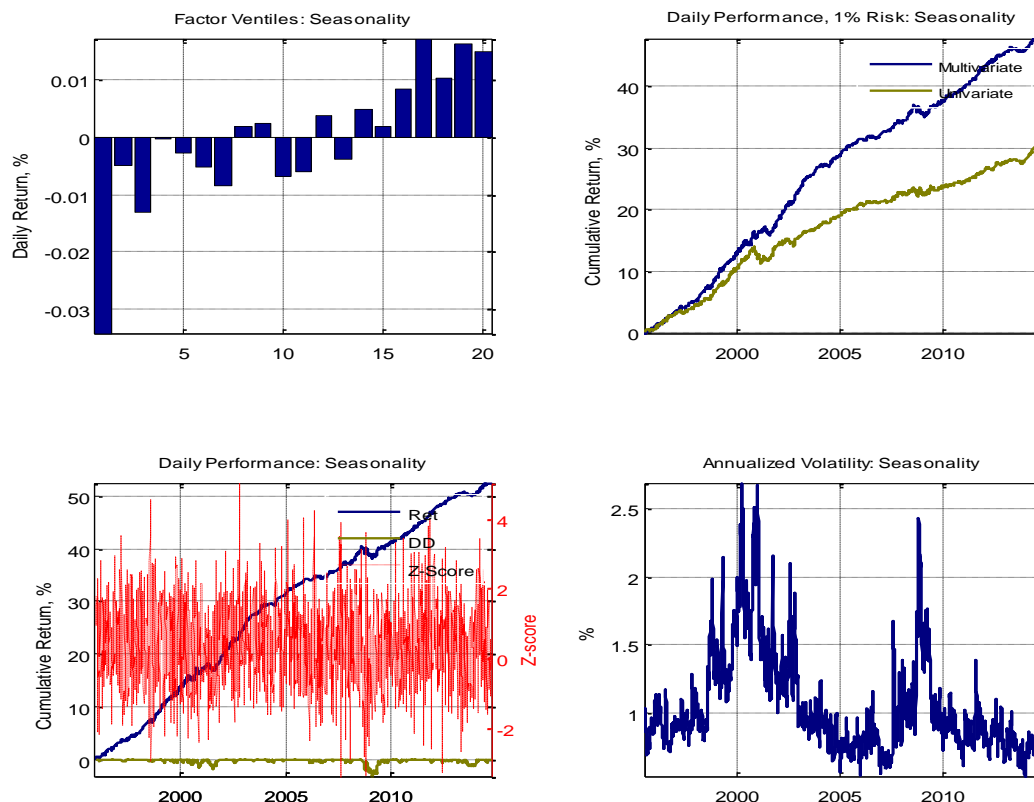 Factor Ventiles: Seasonality
Daily Return, %
0.01
0
-0.01
-0.02
-0.03
5
10
15
20
Daily Performance, 1% Risk: Seasonality
Cumulative Return, %
40
30
20
10
0
2000
2005
2010
Multivariate
Univariate
Daily Performance: Seasonality
Cumulative Return, %
50
40
30
20
10
0
2000
2005
2010
Ret
DD
Z-Score
4
2
0
-2
Z-score
Annualized Volatility: Seasonality
%
2.5
2
1.5
1
2000
2005
2010